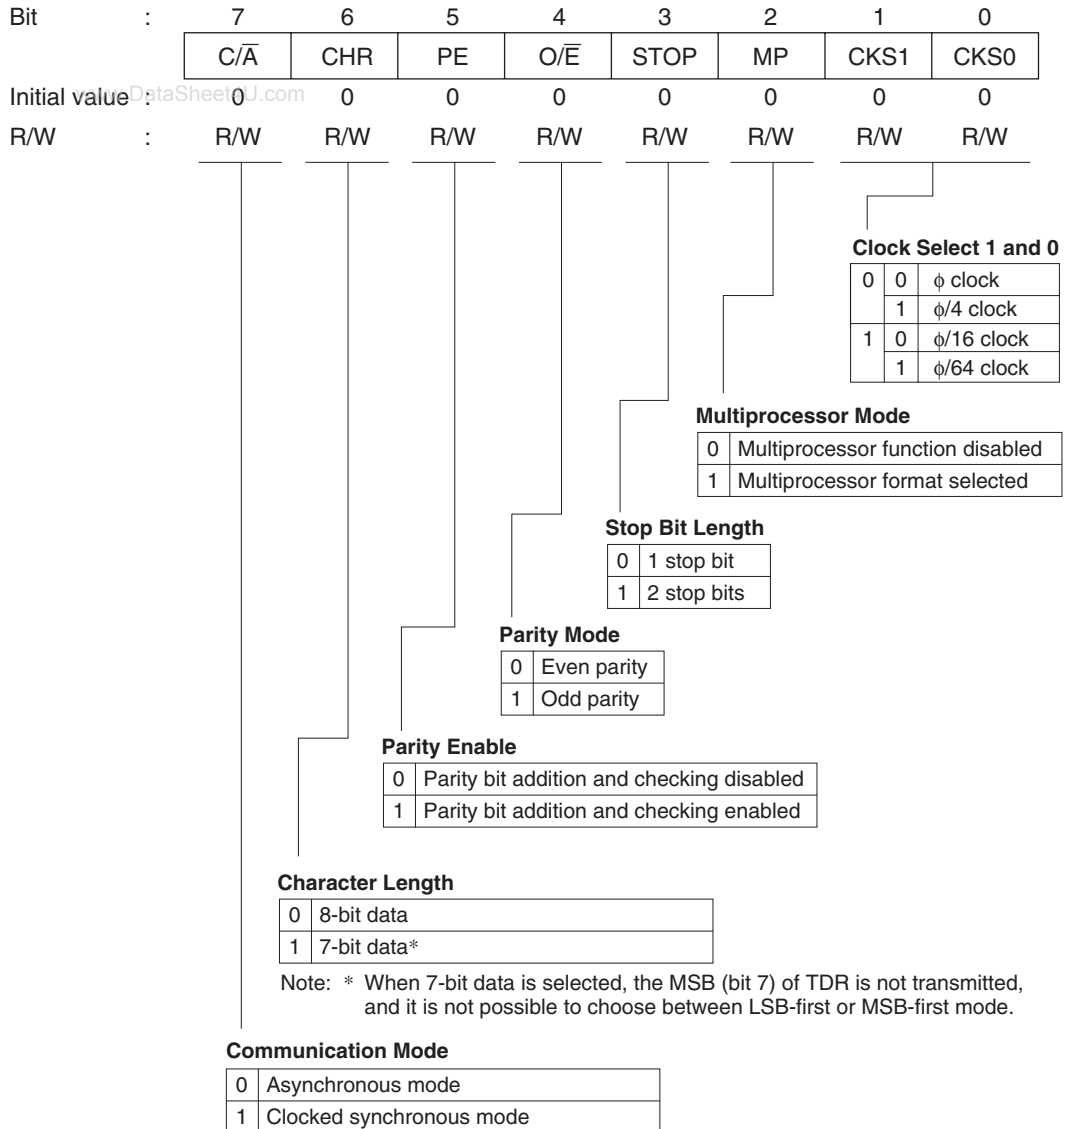 Bit : 7 6 5 4 3 2 1 0
C/A̅ CHR PE O/E̅ STOP MP CKS1 CKS0
Initial value : 0 0 0 0 0 0 0 0
www.DataSheet4U.com
R/W : R/W R/W R/W R/W R/W R/W R/W R/W
Clock Select 1 and 0
0 0 ϕ clock
1 ϕ/4 clock
1 0 ϕ/16 clock
1 ϕ/64 clock
Multiprocessor Mode
0 Multiprocessor function disabled
1 Multiprocessor format selected
Stop Bit Length
0 1 stop bit
1 2 stop bits
Parity Mode
0 Even parity
1 Odd parity
Parity Enable
0 Parity bit addition and checking disabled
1 Parity bit addition and checking enabled
Character Length
0 8-bit data
1 7-bit data*
Note: * When 7-bit data is selected, the MSB (bit 7) of TDR is not transmitted,
and it is not possible to choose between LSB-first or MSB-first mode.
Communication Mode
0 Asynchronous mode
1 Clocked synchronous mode